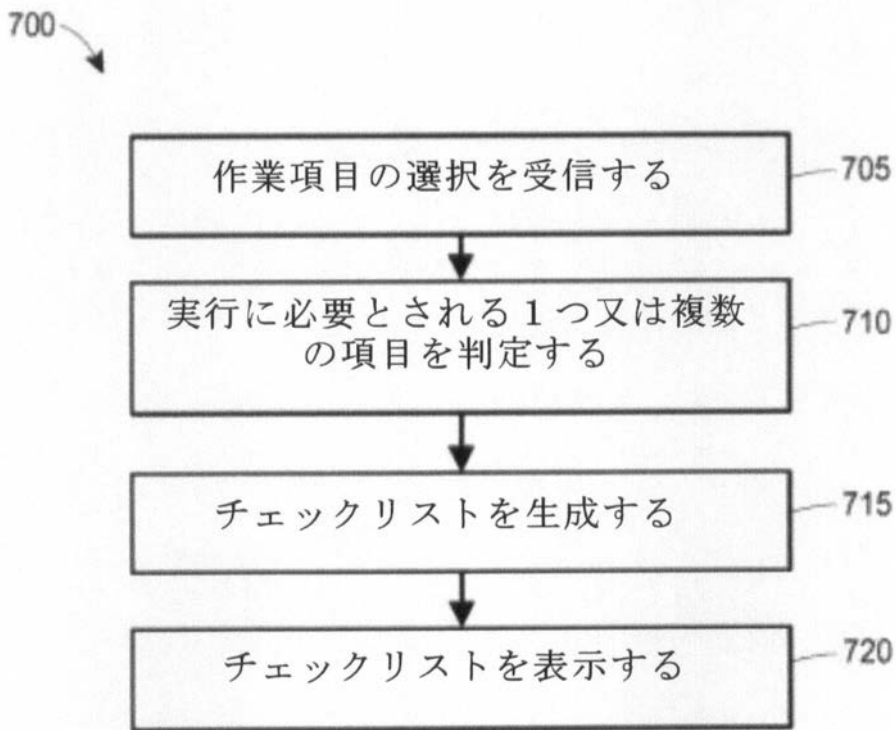 700
作業項目の選択を受信する
705
実行に必要とされる１つ又は複数
の項目を判定する
710
チェックリストを生成する
715
チェックリストを表示する
720